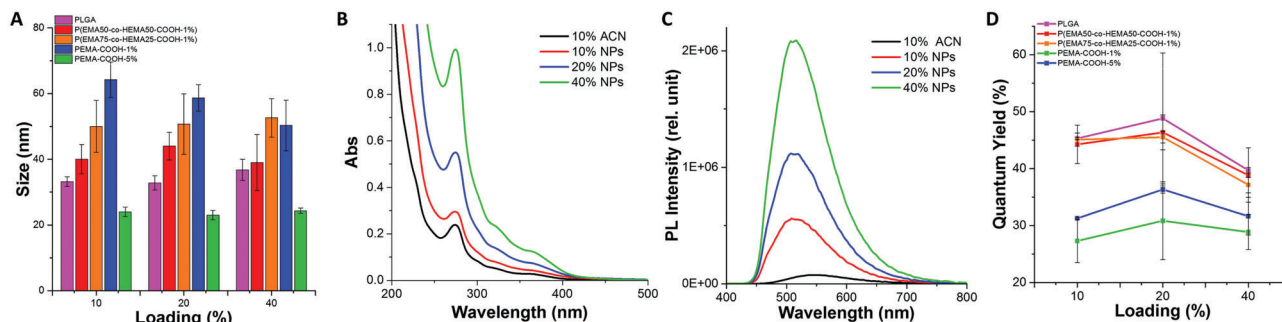 A
PLGA
P(EMA50-co-HEMA50-COOH-1%)
P(EMA75-co-HEMA25-COOH-1%)
PEMA-COOH-1%
PEMA-COOH-5%
80
60
40
20
0
Size (nm)
10
20
40
Loading (%)
B
10% ACN
10% NPs
20% NPs
40% NPs
1.0
0.8
0.6
0.4
0.2
0.0
Abs
200
300
400
500
Wavelength (nm)
C
10% ACN
10% NPs
20% NPs
40% NPs
2E+06
1E+06
0E+00
PL Intensity (rel. unit)
400
500
600
700
800
Wavelength (nm)
D
PLGA
P(EMA50-co-HEMA50-COOH-1%)
P(EMA75-co-HEMA25-COOH-1%)
PEMA-COOH-1%
PEMA-COOH-5%
60
50
40
30
20
Quantum Yield (%)
10
20
40
Loading (%)